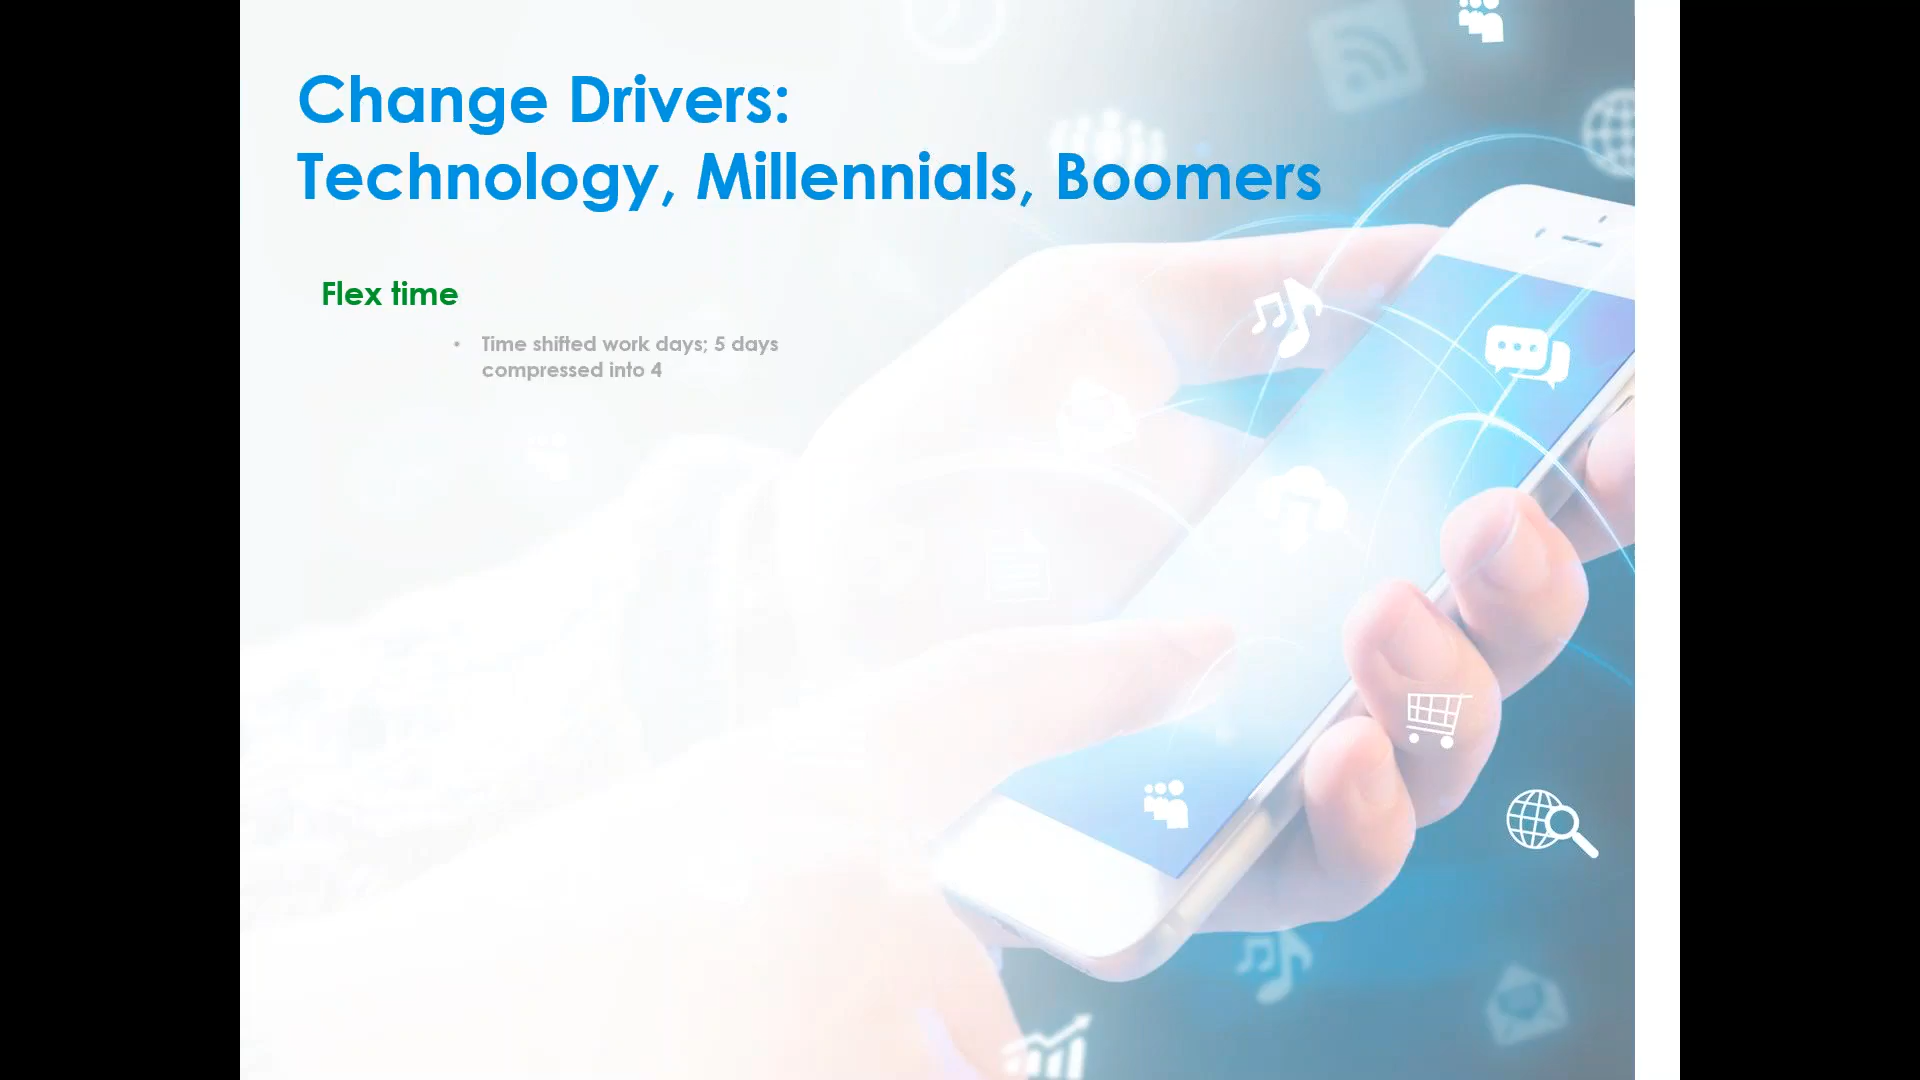 Change Drivers:
Technology, Millennials, Boomers
Flex time
• Time shifted work days; 5 days
compressed into 4